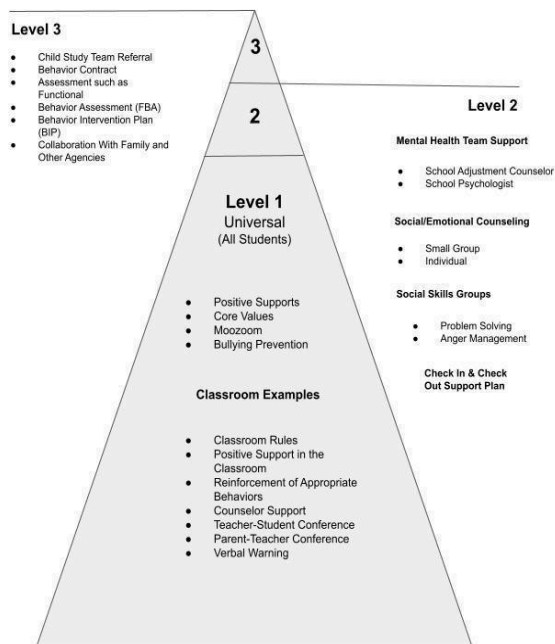 Level 3
● Child Study Team Referral
● Behavior Contract
● Assessment such as
Functional
● Behavior Assessment (FBA)
● Behavior Intervention Plan
(BIP)
● Collaboration With Family and
Other Agencies
3
2
Level 2
Mental Health Team Support
● School Adjustment Counselor
● School Psychologist
Social/Emotional Counseling
● Small Group
● Individual
Social Skills Groups
● Problem Solving
● Anger Management
Check In & Check
Out Support Plan
Level 1
Universal
(All Students)
● Positive Supports
● Core Values
● Moozoom
● Bullying Prevention
Classroom Examples
● Classroom Rules
● Positive Support in the
Classroom
● Reinforcement of Appropriate
Behaviors
● Counselor Support
● Teacher-Student Conference
● Parent-Teacher Conference
● Verbal Warning